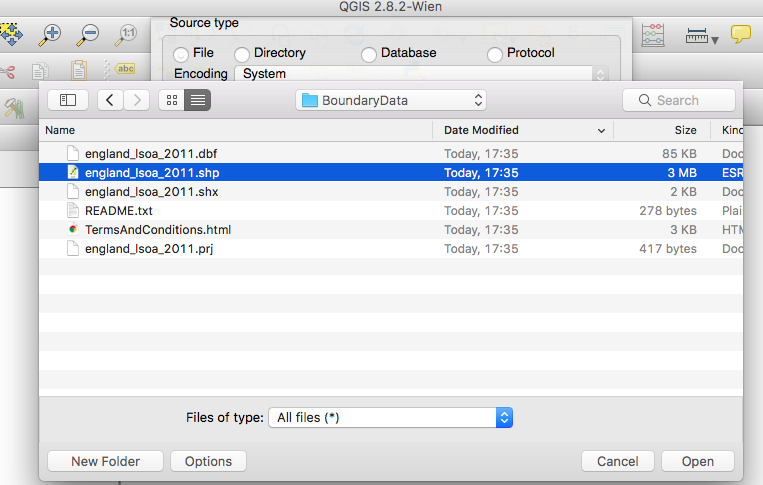 QGIS 2.8.2-Wien
Source type
File Directory Database Protocol
Encoding System
1:1
abc
BoundaryData
Search
Name Date Modified Size Kind
england_lsoa_2011.dbf Today, 17:35 85 KB Doc
england_lsoa_2011.shp Today, 17:35 3 MB ESR
england_lsoa_2011.shx Today, 17:35 2 KB Doc
README.txt Today, 17:35 278 bytes Plai
TermsAndConditions.html Today, 17:35 3 KB HTM
england_lsoa_2011.prj Today, 17:35 417 bytes Doc
Files of type: All files (*)
New Folder Options Cancel Open